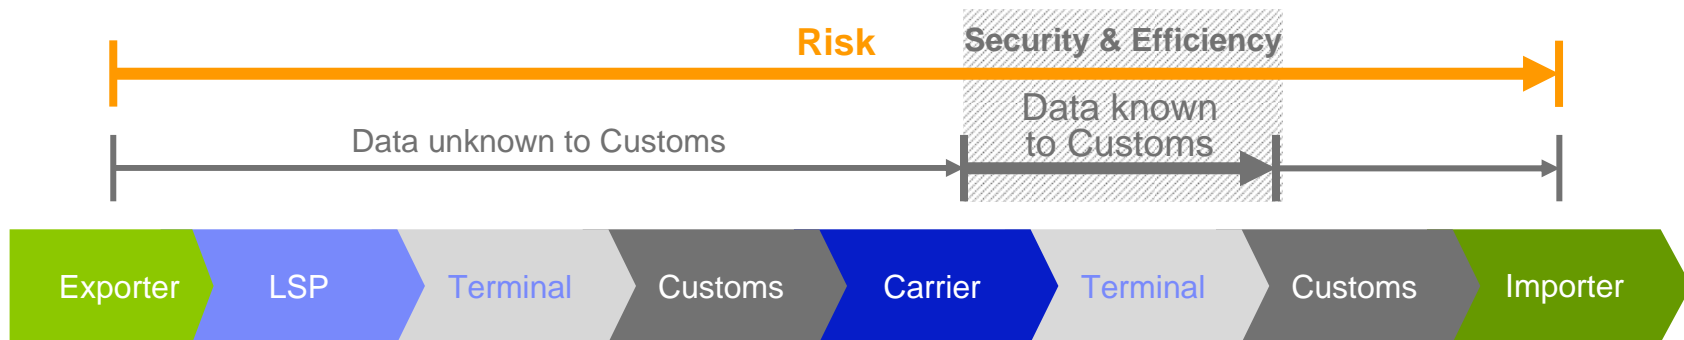 Risk
Security & Efficiency
Data unknown to Customs
Data known
to Customs
Exporter
LSP
Terminal
Customs
Carrier
Terminal
Customs
Importer